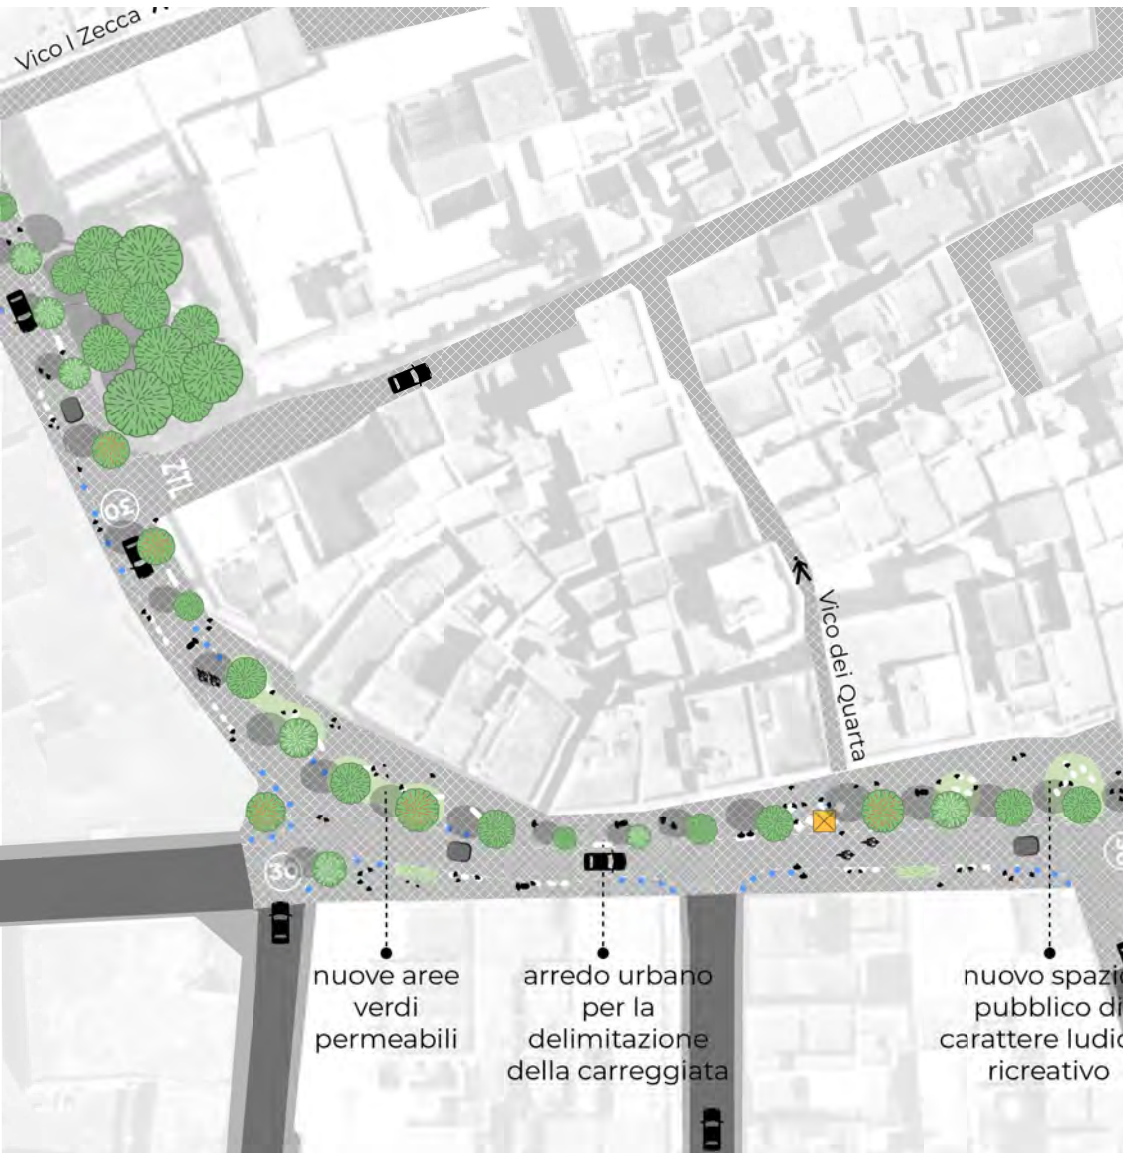 Vico I Zecca
ZTL
30
Vico dei Quarta
30
nuove aree
verdi
permeabili
arredo urbano
per la
delimitazione
della carreggiata
nuovo spazi
pubblico di
carattere ludic
ricreativo